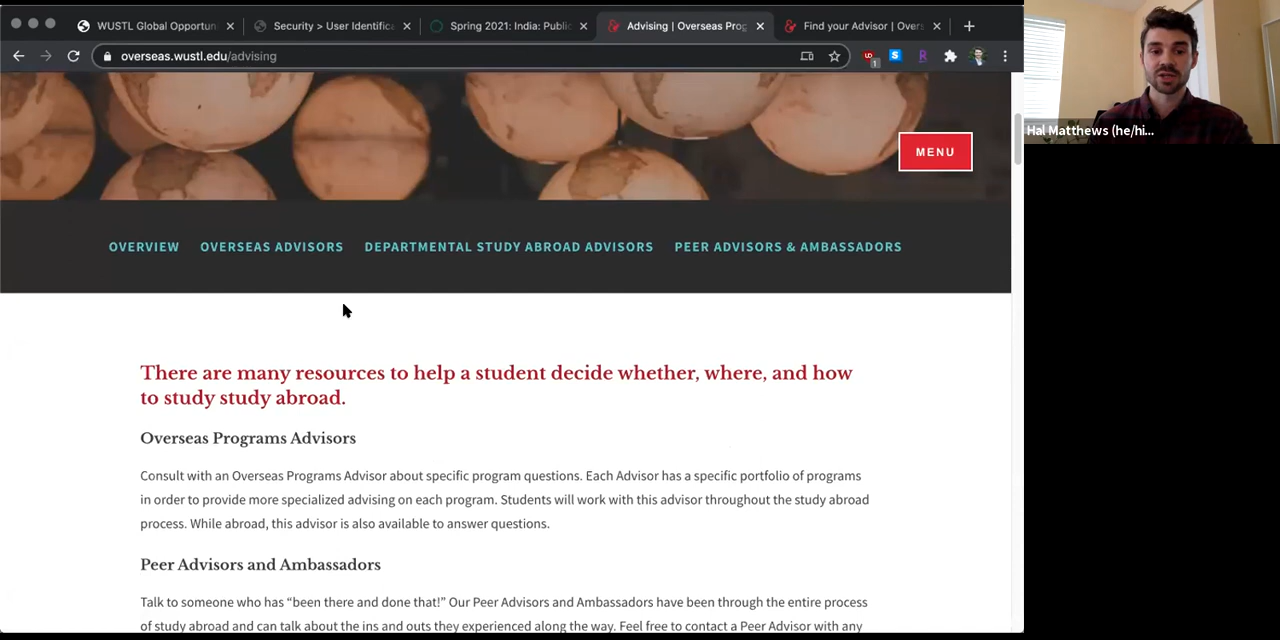 WUSTL Global Opportun
Security > User Identifica
Spring 2021: India: Public
Advising | Overseas Prog
Find your Advisor | Overs
overseas.wustl.edu/advising
1
Hal Matthews (he/hi...
MENU
OVERVIEW OVERSEAS ADVISORS DEPARTMENTAL STUDY ABROAD ADVISORS PEER ADVISORS & AMBASSADORS
There are many resources to help a student decide whether, where, and how
to study study abroad.
Overseas Programs Advisors
Consult with an Overseas Programs Advisor about specific program questions. Each Advisor has a specific portfolio of programs
in order to provide more specialized advising on each program. Students will work with this advisor throughout the study abroad
process. While abroad, this advisor is also available to answer questions.
Peer Advisors and Ambassadors
Talk to someone who has “been there and done that!” Our Peer Advisors and Ambassadors have been through the entire process
of study abroad and can talk about the ins and outs they experienced along the way. Feel free to contact a Peer Advisor with any